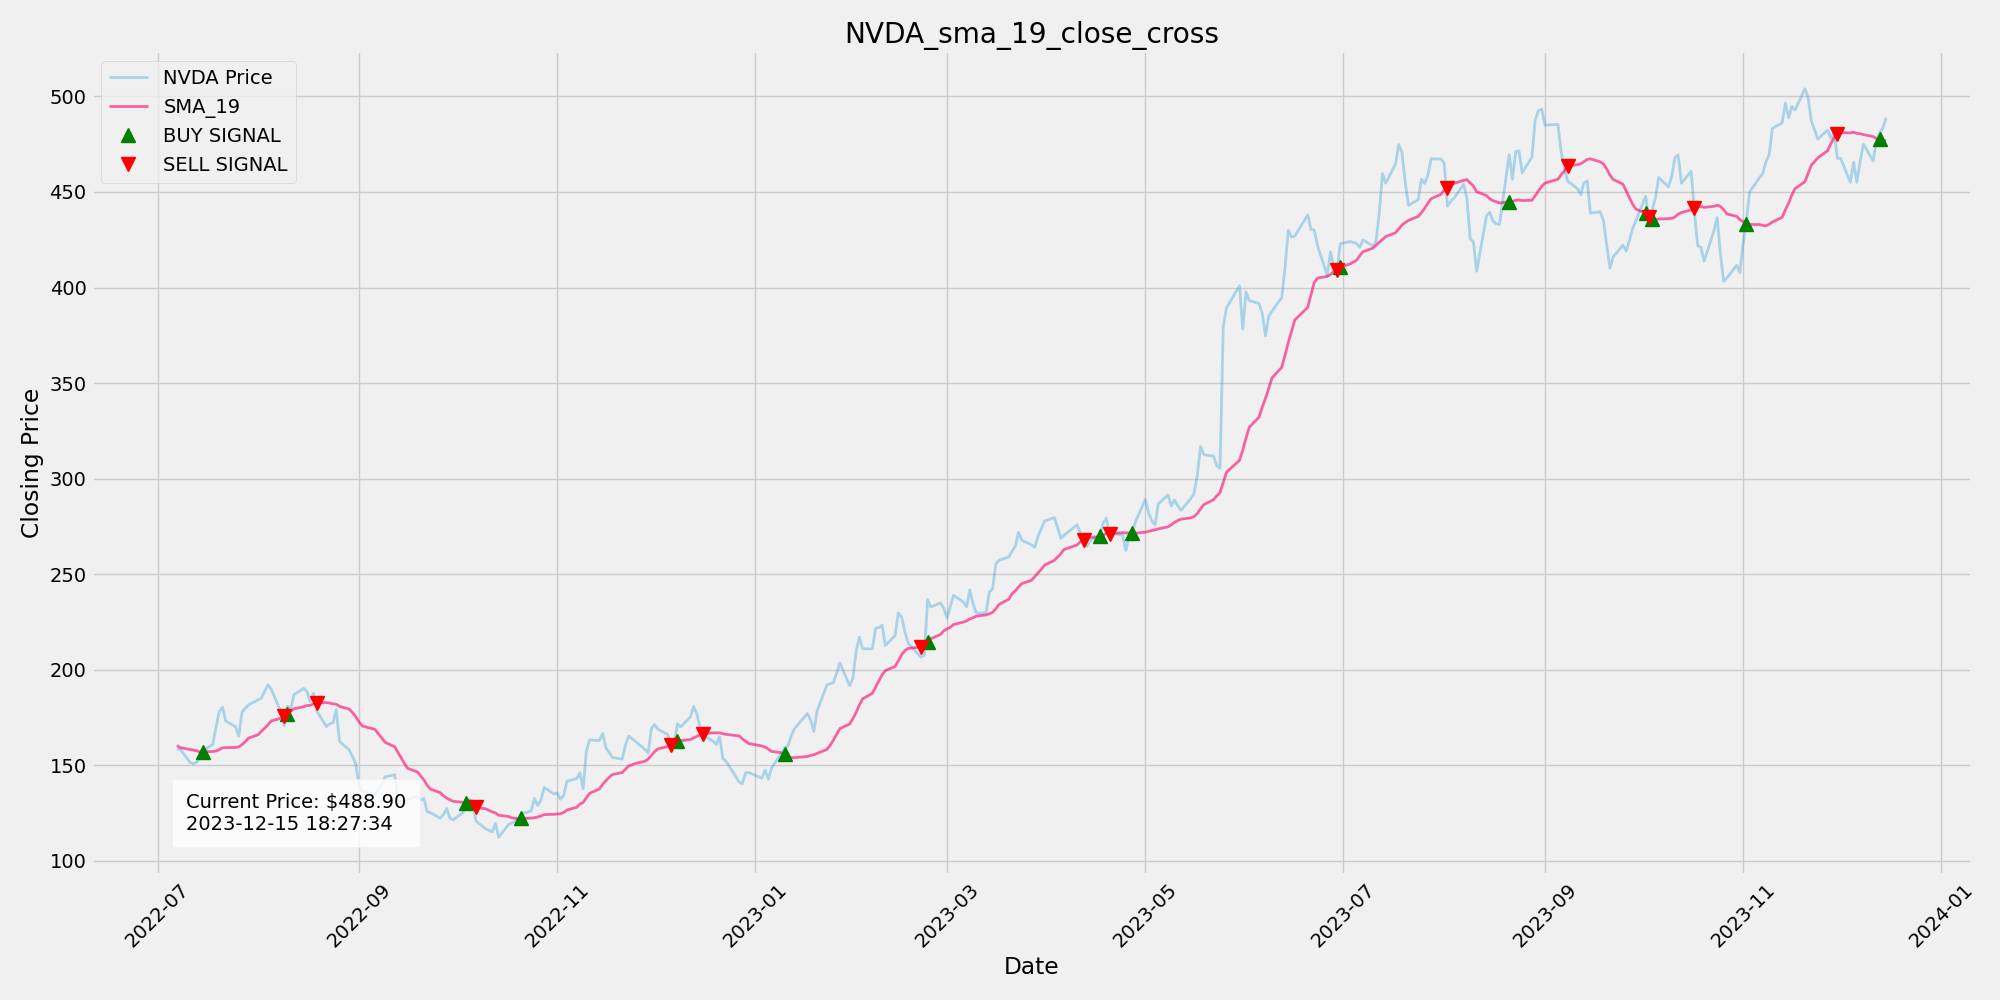 NVDA_sma_19_close_cross
NVDA Price
SMA_19
BUY SIGNAL
SELL SIGNAL
500
450
400
350
300
250
200
150
100
Closing Price
Current Price: $488.90
2023-12-15 18:27:34
2022-07
2022-09
2022-11
2023-01
2023-03
2023-05
2023-07
2023-09
2023-11
2024-01
Date